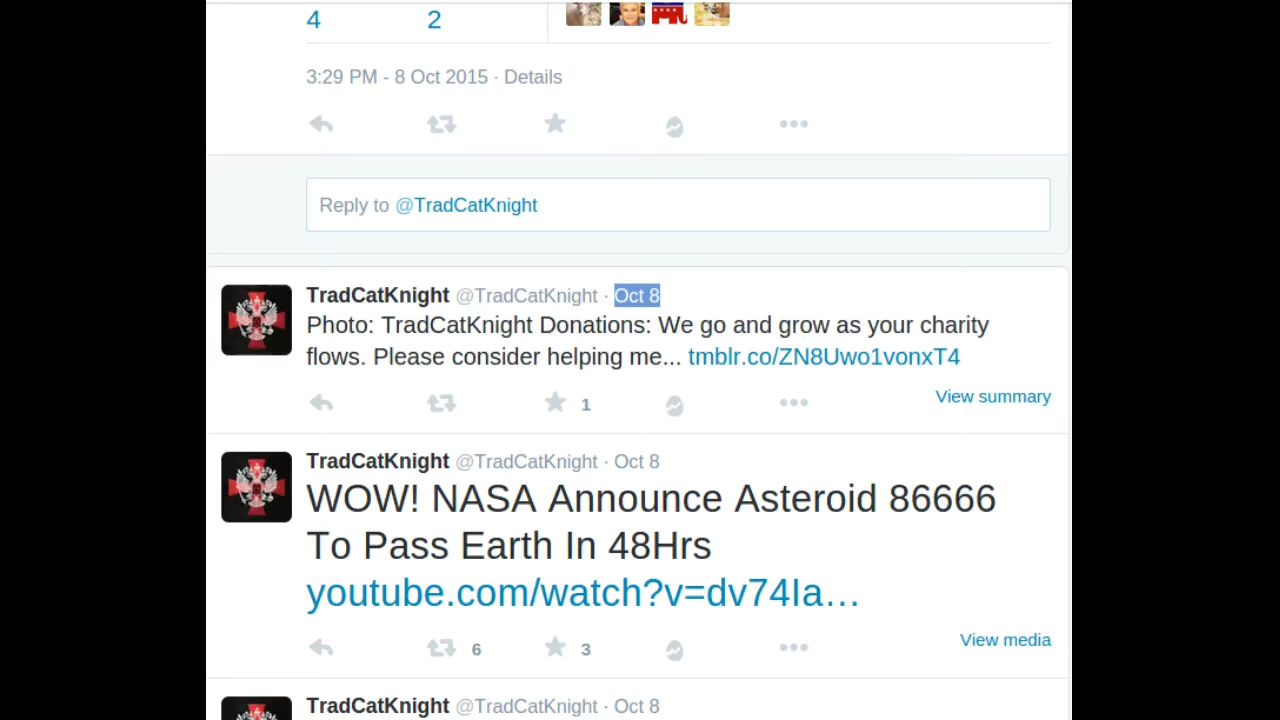 4 2
3:29 PM - 8 Oct 2015 · Details
Reply to @TradCatKnight
TradCatKnight @TradCatKnight · Oct 8
Photo: TradCatKnight Donations: We go and grow as your charity
flows. Please consider helping me... tmblr.co/ZN8Uwo1vonxT4
1
View summary
TradCatKnight @TradCatKnight · Oct 8
WOW! NASA Announce Asteroid 86666
To Pass Earth In 48Hrs
youtube.com/watch?v=dv74Ia…
6 3
View media
TradCatKnight @TradCatKnight · Oct 8